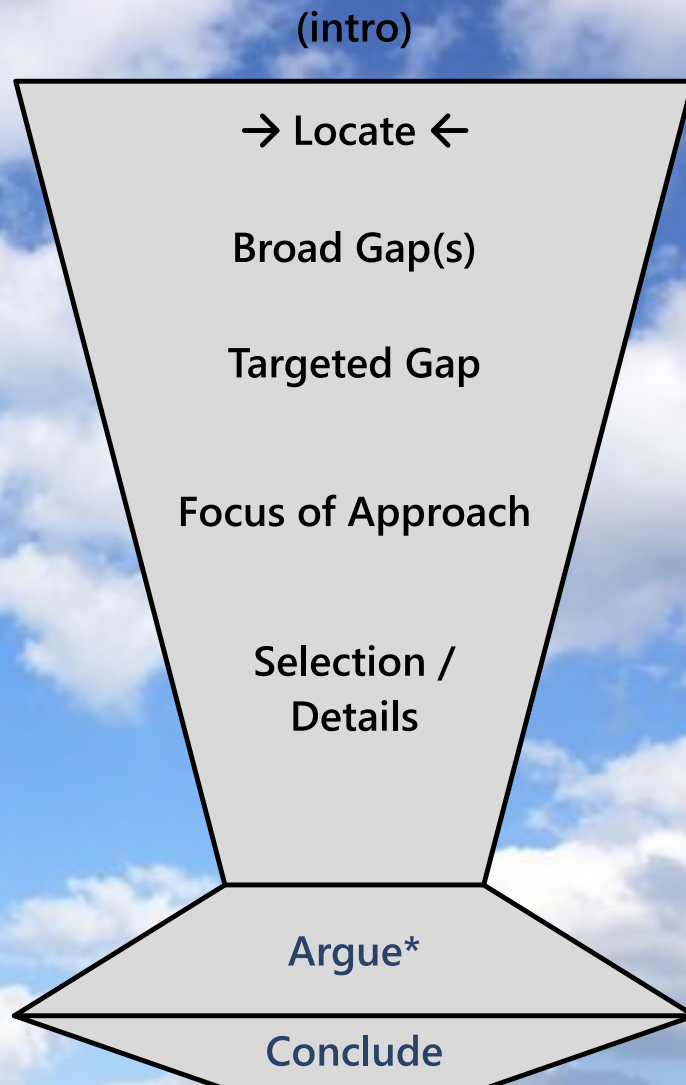 (intro)
→ Locate ←
Broad Gap(s)
Targeted Gap
Focus of Approach
Selection /
Details
Argue*
Conclude